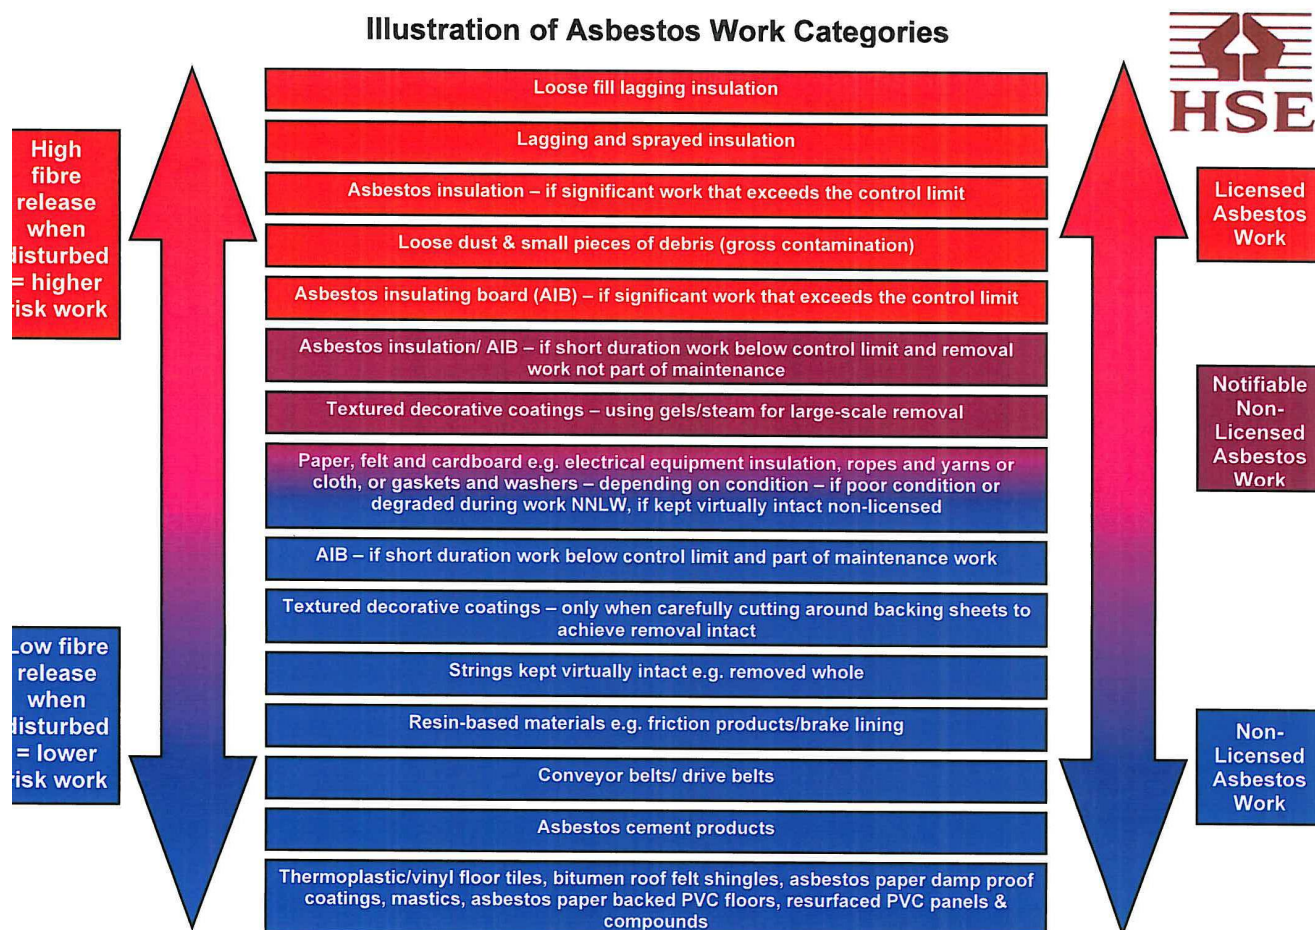 Illustration of Asbestos Work Categories
HSE
High
fibre
release
when
disturbed
= higher
risk work
Low fibre
release
when
disturbed
= lower
risk work
Loose fill lagging insulation
Lagging and sprayed insulation
Asbestos insulation – if significant work that exceeds the control limit
Loose dust & small pieces of debris (gross contamination)
Asbestos insulating board (AIB) – if significant work that exceeds the control limit
Asbestos insulation/ AIB – if short duration work below control limit and removal
work not part of maintenance
Textured decorative coatings – using gels/steam for large-scale removal
Paper, felt and cardboard e.g. electrical equipment insulation, ropes and yarns or
cloth, or gaskets and washers – depending on condition – if poor condition or
degraded during work NNLW, if kept virtually intact non-licensed
AIB – if short duration work below control limit and part of maintenance work
Textured decorative coatings – only when carefully cutting around backing sheets to
achieve removal intact
Strings kept virtually intact e.g. removed whole
Resin-based materials e.g. friction products/brake lining
Conveyor belts/ drive belts
Asbestos cement products
Thermoplastic/vinyl floor tiles, bitumen roof felt shingles, asbestos paper damp proof
coatings, mastics, asbestos paper backed PVC floors, resurfaced PVC panels &
compounds
Licensed
Asbestos
Work
Notifiable
Non-
Licensed
Asbestos
Work
Non-
Licensed
Asbestos
Work